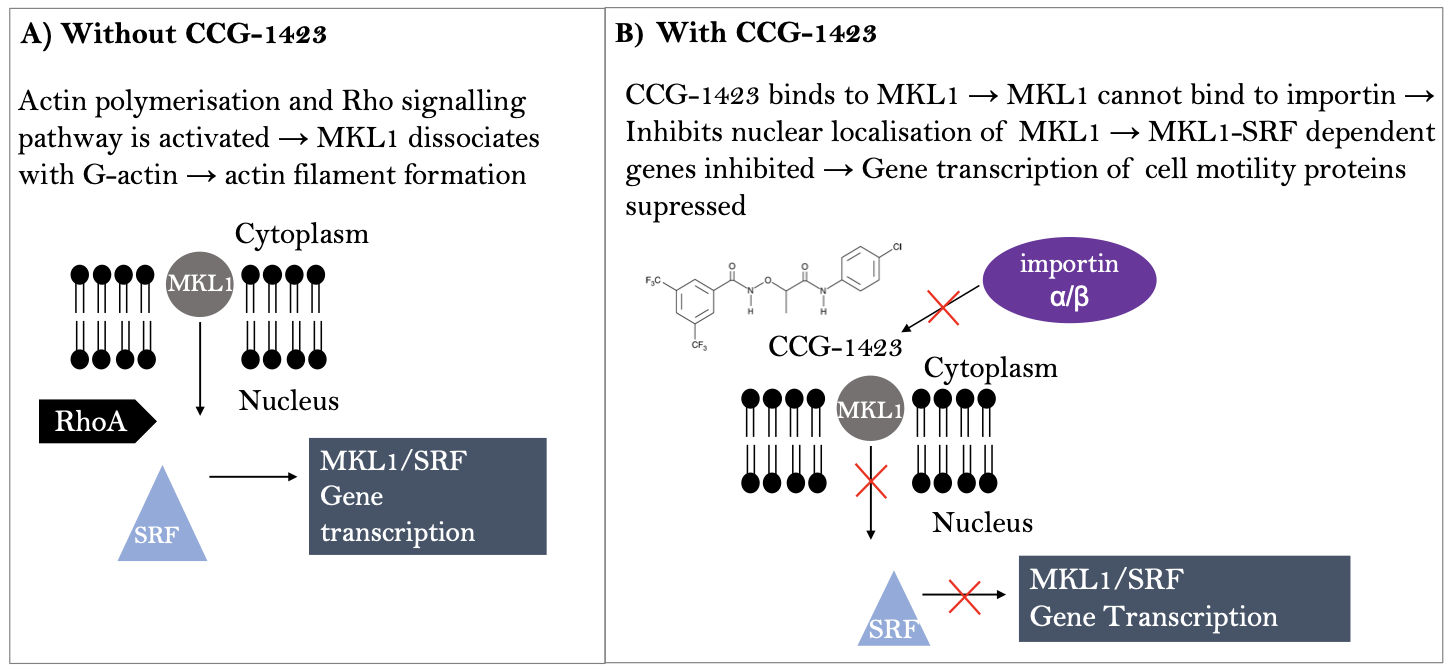 A) Without CCG-1423
Actin polymerisation and Rho signalling
pathway is activated → MKL1 dissociates
with G-actin → actin filament formation
Cytoplasm
MKL1
Nucleus
RhoA
SRF
MKL1/SRF
Gene
transcription
B) With CCG-1423
CCG-1423 binds to MKL1 → MKL1 cannot bind to importin →
Inhibits nuclear localisation of MKL1 → MKL1-SRF dependent
genes inhibited → Gene transcription of cell motility proteins
supressed
F₃C
O
N
H
O
O
N
H
Cl
CF₃
importin
α/β
CCG-1423
Cytoplasm
MKL1
Nucleus
SRF
MKL1/SRF
Gene Transcription